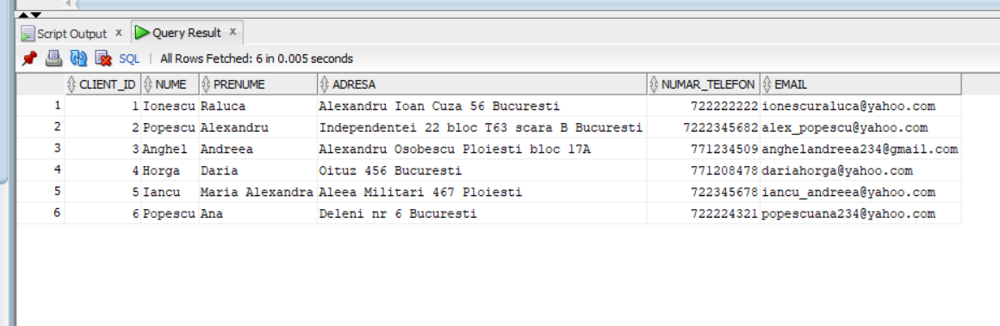 Script Output x Query Result x
SQL | All Rows Fetched: 6 in 0.005 seconds
CLIENT_ID NUME PRENUME ADRESA NUMAR_TELEFON EMAIL
1 1 Ionescu Raluca Alexandru Ioan Cuza 56 Bucuresti 722222222 ionescuraluca@yahoo.com
2 2 Popescu Alexandru Independentei 22 bloc T63 scara B Bucuresti 7222345682 alex_popescu@yahoo.com
3 3 Anghel Andreea Alexandru Osobescu Ploiesti bloc 17A 771234509 anghelandreea234@gmail.com
4 4 Horga Daria Oituz 456 Bucuresti 771208478 dariahorga@yahoo.com
5 5 Iancu Maria Alexandra Aleea Militari 467 Ploiesti 722345678 iancu_andreea@yahoo.com
6 6 Popescu Ana Deleni nr 6 Bucuresti 722224321 popescuana234@yahoo.com